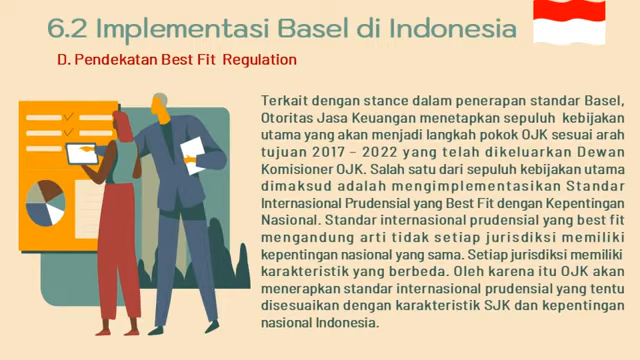 6.2 Implementasi Basel di Indonesia
D. Pendekatan Best Fit Regulation
Terkait dengan stance dalam penerapan standar Basel,
Otoritas Jasa Keuangan menetapkan sepuluh kebijakan
utama yang akan menjadi langkah pokok OJK sesuai arah
tujuan 2017 – 2022 yang telah dikeluarkan Dewan
Komisioner OJK. Salah satu dari sepuluh kebijakan utama
dimaksud adalah mengimplementasikan Standar
Internasional Prudensial yang Best Fit dengan Kepentingan
Nasional. Standar internasional prudensial yang best fit
mengandung arti tidak setiap jurisdiksi memiliki
kepentingan nasional yang sama. Setiap jurisdiksi memiliki
karakteristik yang berbeda. Oleh karena itu OJK akan
menerapkan standar internasional prudensial yang tentu
disesuaikan dengan karakteristik SJK dan kepentingan
nasional Indonesia.